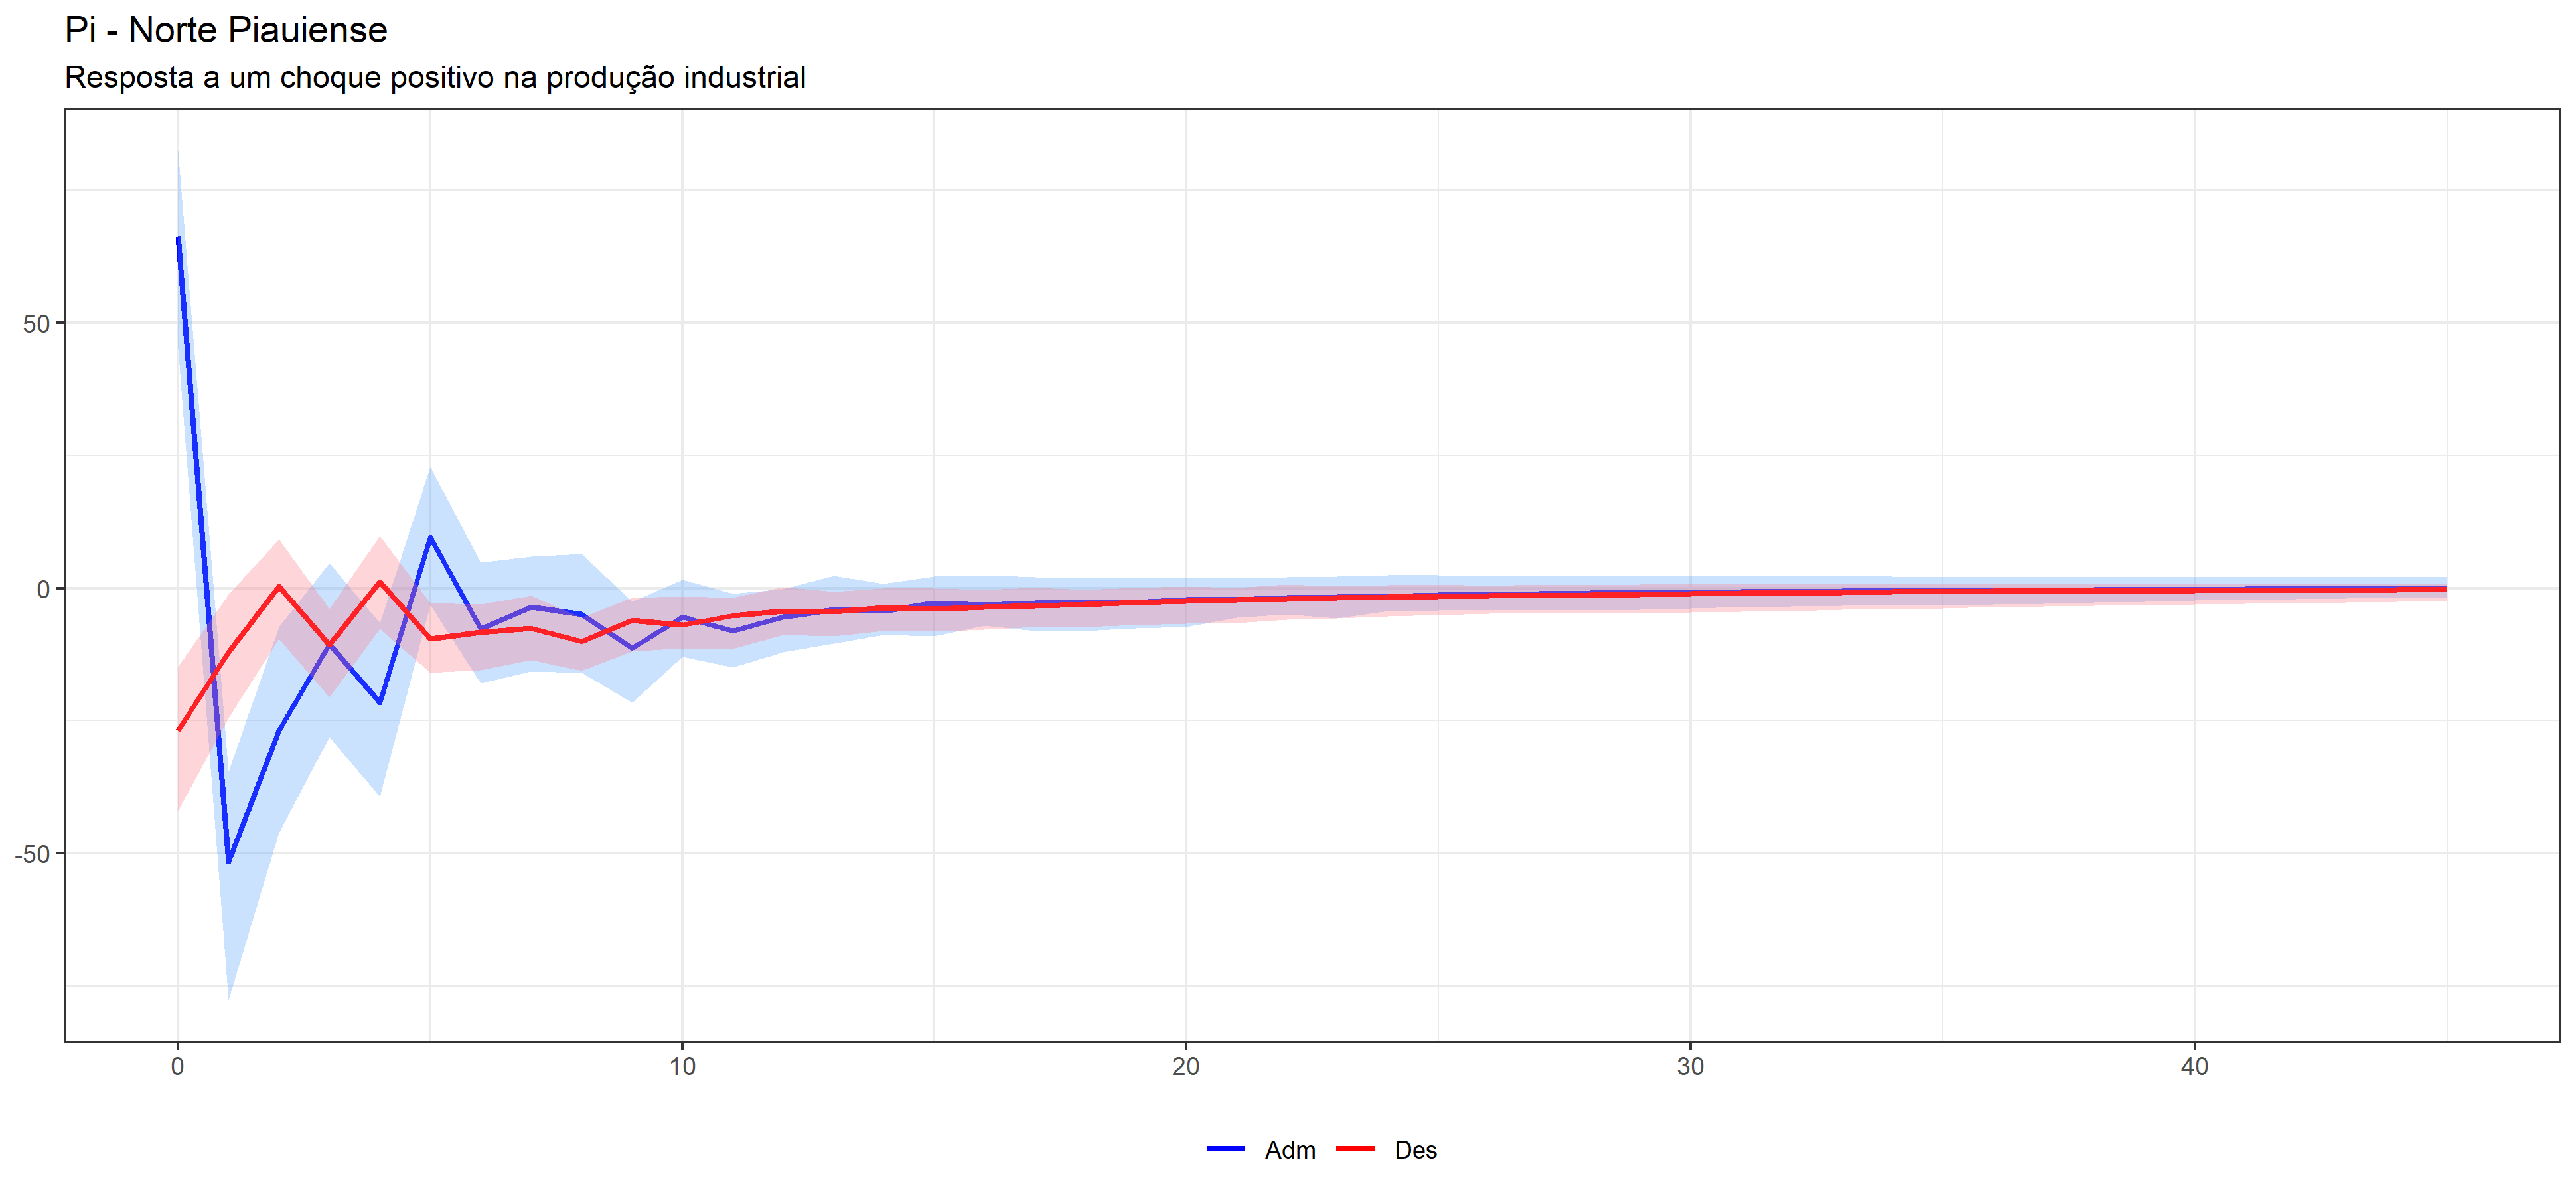 Pi - Norte Piauiense
Resposta a um choque positivo na produção industrial
50
0
-50
0 10 20 30 40
Adm Des